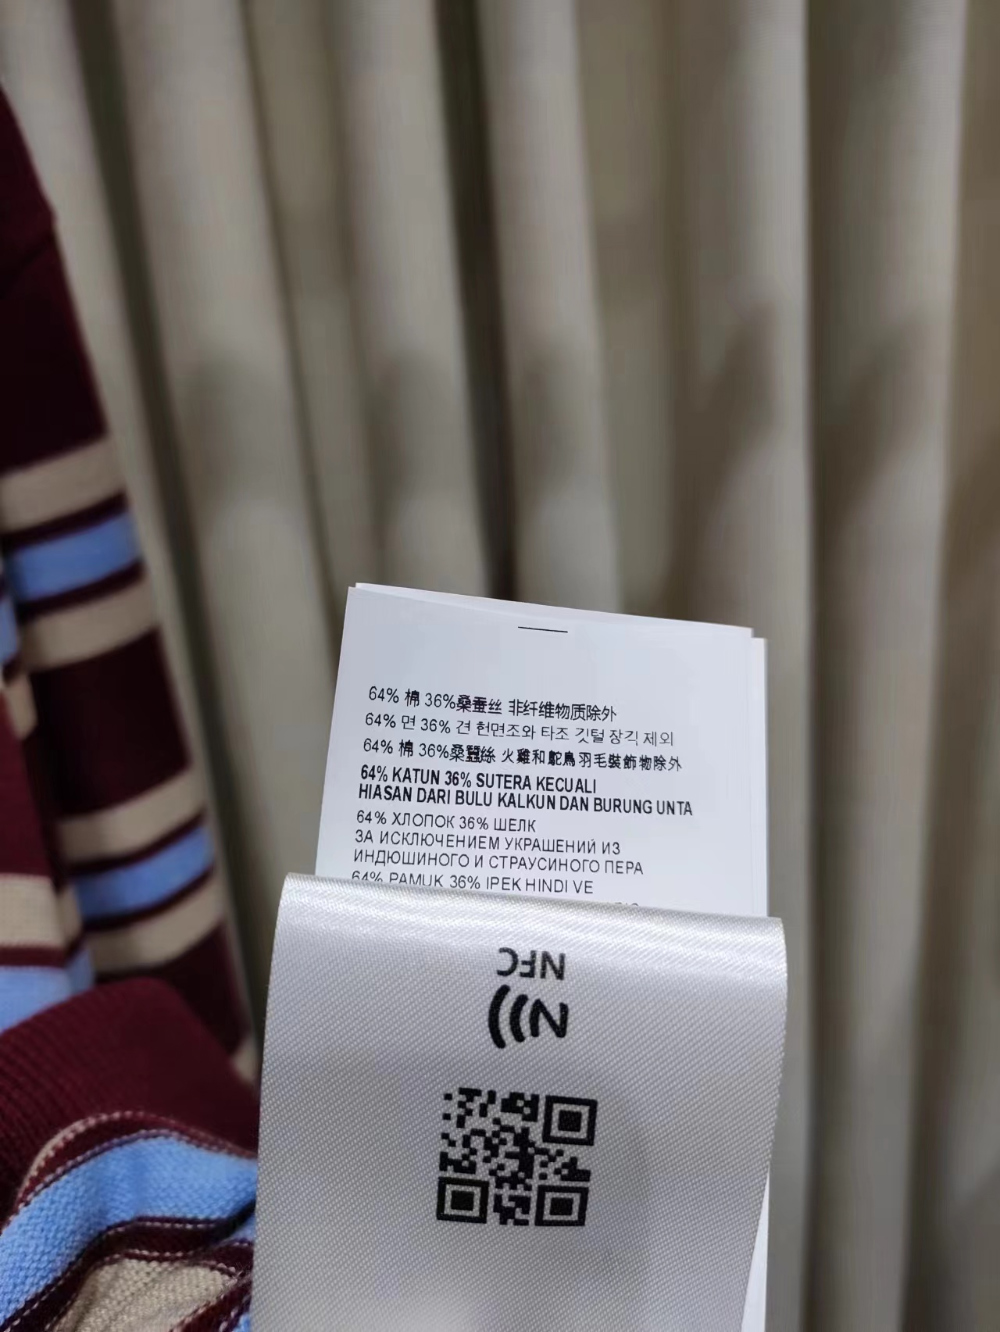 64% 棉 36%桑蚕丝 非纤维物质除外
64% 면 36% 견 헌면조와 타조 깃털 장긱 제외
64% 棉 36%桑蠶絲 火雞和鴕鳥羽毛裝飾物除外
64% KATUN 36% SUTERA KECUALI
HIASAN DARI BULU KALKUN DAN BURUNG UNTA
64% ХЛОПОК 36% ШЕЛК
ЗА ИСКЛЮЧЕНИЕМ УКРАШЕНИЙ ИЗ
ИНДЮШИНОГО И СТРАУСИНОГО ПЕРА
64% PAMUK 36% IPEK HINDI VE
NFC